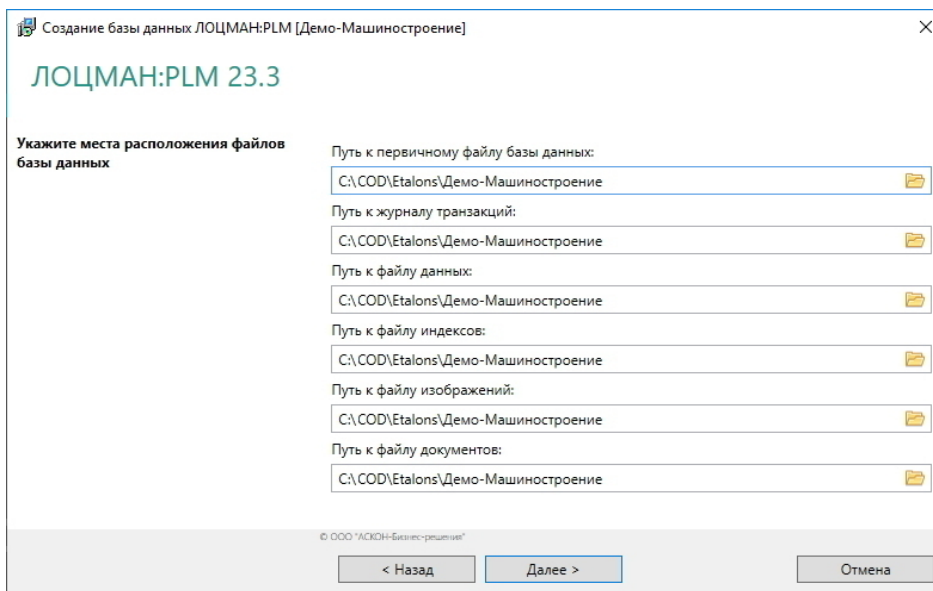 Создание базы данных ЛОЦМАН:PLM [Демо-Машиностроение]
ЛОЦМАН:PLM 23.3
Укажите места расположения файлов
базы данных
Путь к первичному файлу базы данных:
C:\COD\Etalons\Демо-Машиностроение
Путь к журналу транзакций:
C:\COD\Etalons\Демо-Машиностроение
Путь к файлу данных:
C:\COD\Etalons\Демо-Машиностроение
Путь к файлу индексов:
C:\COD\Etalons\Демо-Машиностроение
Путь к файлу изображений:
C:\COD\Etalons\Демо-Машиностроение
Путь к файлу документов:
C:\COD\Etalons\Демо-Машиностроение
© ООО "АСКОН-Бизнес-решения"
< Назад
Далее >
Отмена